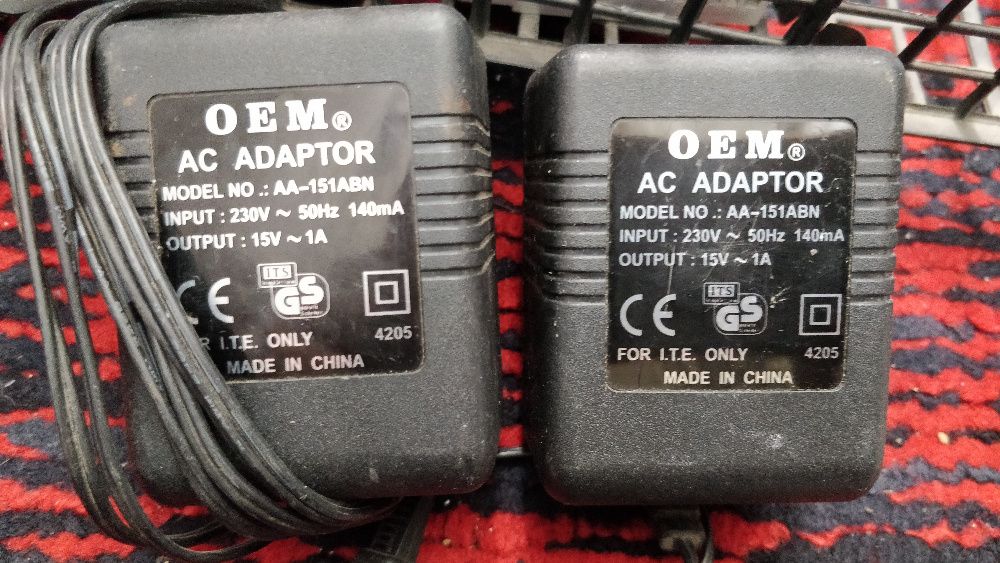 OEM®
AC ADAPTOR
MODEL NO .: AA-151ABN
INPUT : 230V ~ 50Hz 140mA
OUTPUT : 15V ~ 1A
CE
ITS
GS
OR I.T.E. ONLY
4205
MADE IN CHINA
OEM®
AC ADAPTOR
MODEL NO .: AA-151ABN
INPUT : 230V ~ 50Hz 140mA
OUTPUT : 15V ~ 1A
CE
ITS
GS
FOR I.T.E. ONLY
4205
MADE IN CHINA